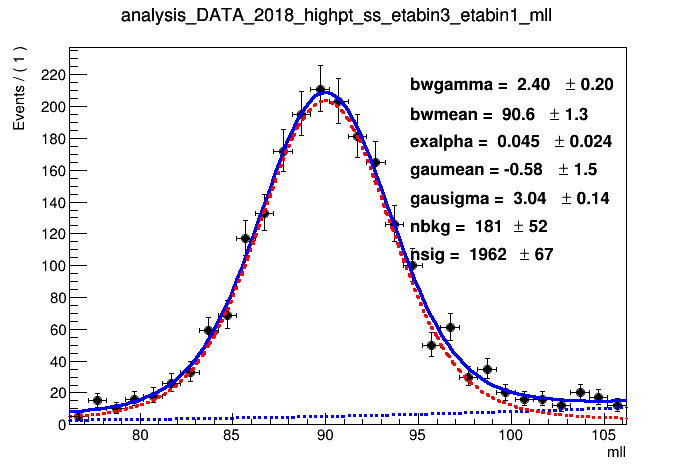 analysis_DATA_2018_highpt_ss_etabin3_etabin1_mll
Events / ( 1 )
220
200
180
160
140
120
100
80
60
40
20
0
bwgamma = 2.40 ± 0.20
bwmean = 90.6 ± 1.3
exalpha = 0.045 ± 0.024
gaumean = -0.58 ± 1.5
gausigma = 3.04 ± 0.14
nbkg = 181 ± 52
nsig = 1962 ± 67
80 85 90 95 100 105
mll